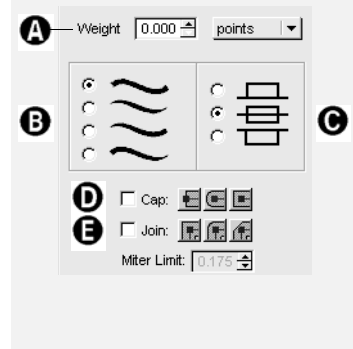 A Weight 0.000 points
B C
D Cap:
E Join:
Miter Limit: 0.175